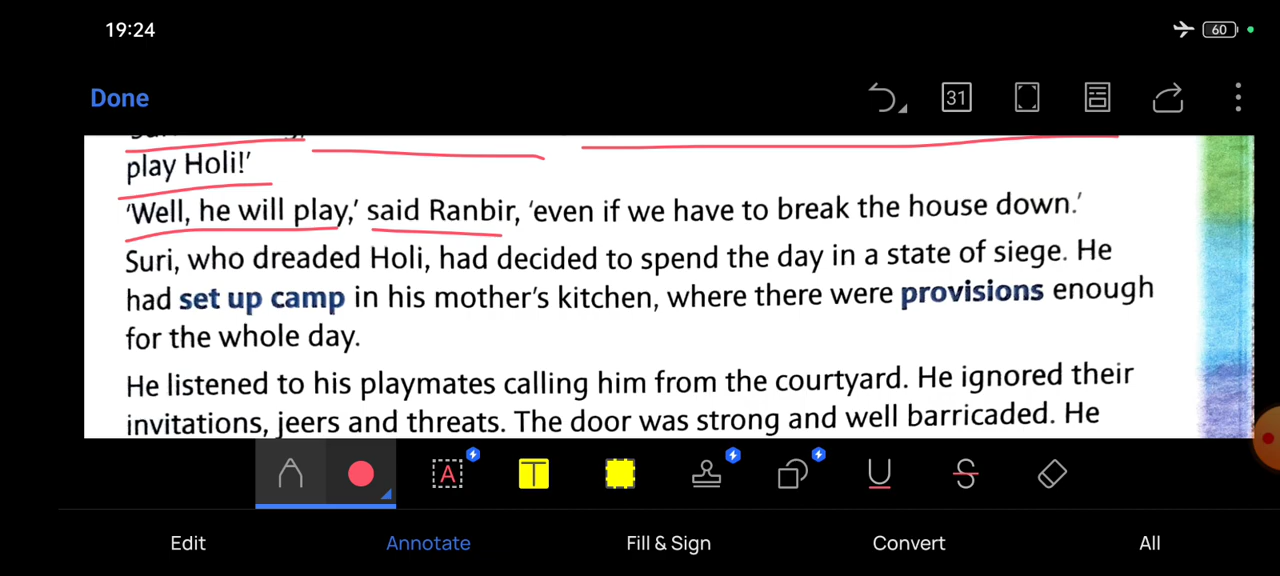 19:24
60
Done
31
play Holi!'
'Well, he will play,' said Ranbir, 'even if we have to break the house down.'
Suri, who dreaded Holi, had decided to spend the day in a state of siege. He
had set up camp in his mother's kitchen, where there were provisions enough
for the whole day.
He listened to his playmates calling him from the courtyard. He ignored their
invitations, jeers and threats. The door was strong and well barricaded. He
A
T
U
S
Edit
Annotate
Fill & Sign
Convert
All